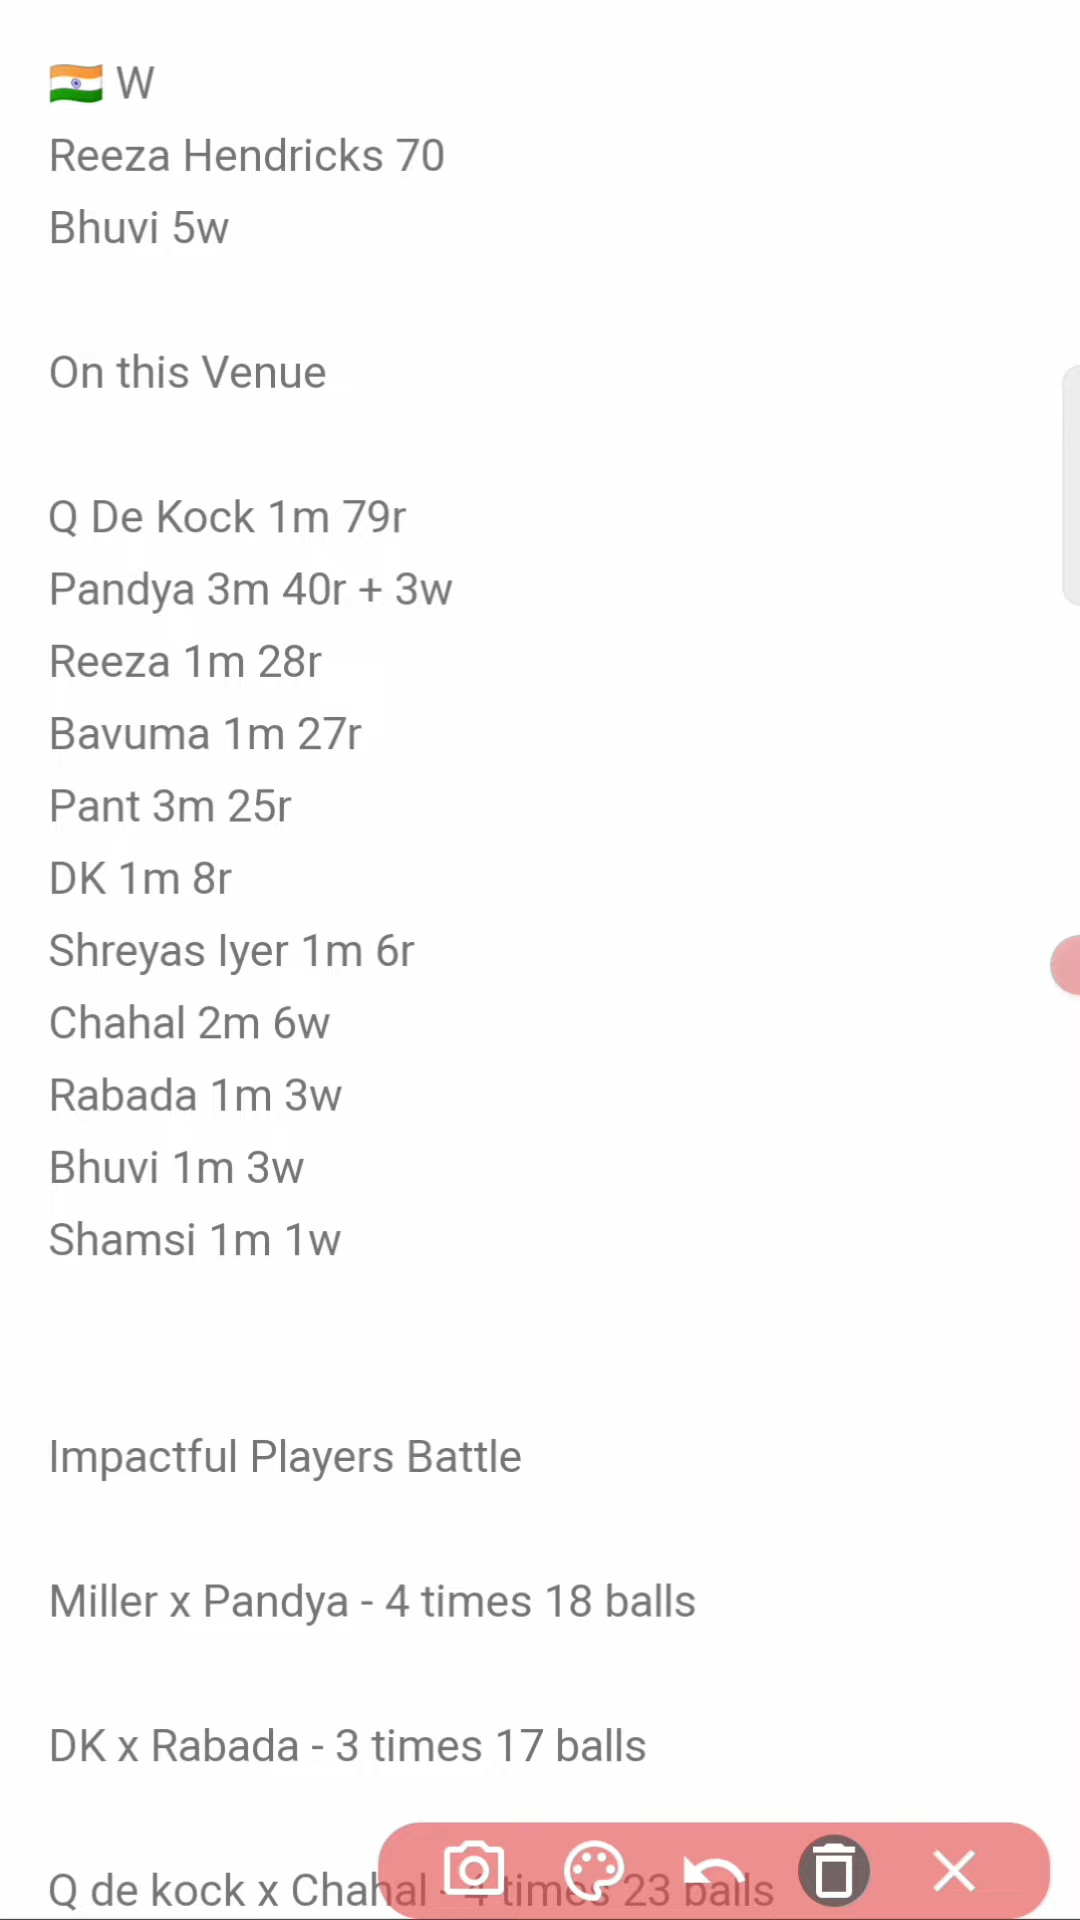 🇮🇳 W
Reeza Hendricks 70
Bhuvi 5w
On this Venue
Q De Kock 1m 79r
Pandya 3m 40r + 3w
Reeza 1m 28r
Bavuma 1m 27r
Pant 3m 25r
DK 1m 8r
Shreyas Iyer 1m 6r
Chahal 2m 6w
Rabada 1m 3w
Bhuvi 1m 3w
Shamsi 1m 1w
Impactful Players Battle
Miller x Pandya - 4 times 18 balls
DK x Rabada - 3 times 17 balls
Q de kock x Chahal - 4 times 23 balls